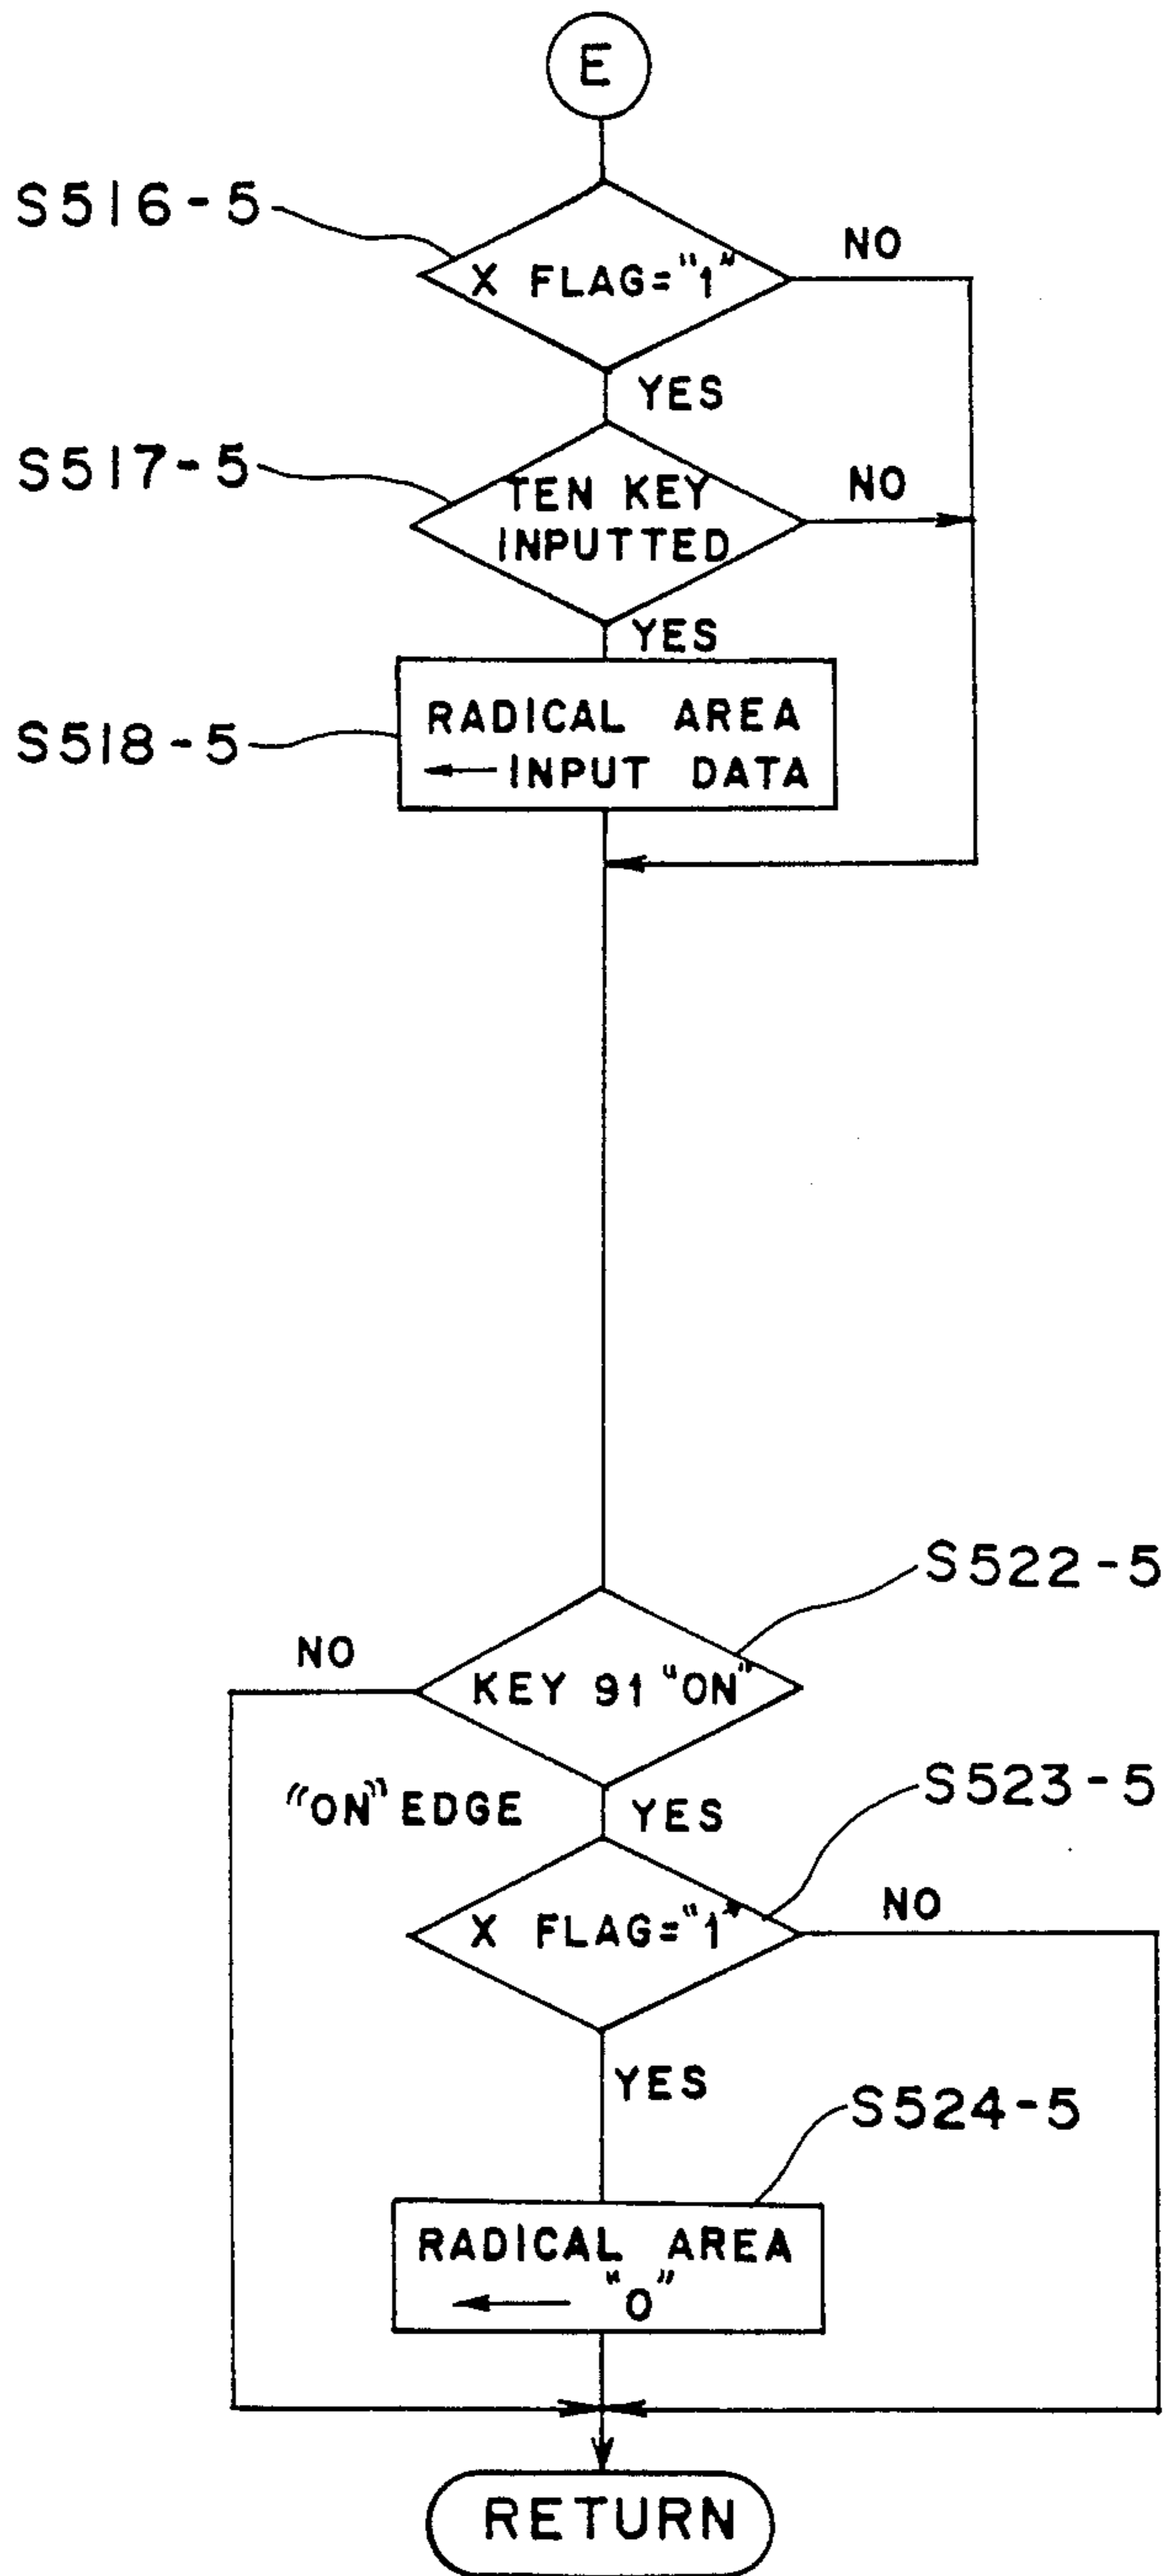 E
S516-5
X FLAG="1"
NO
YES
S517-5
TEN KEY
INPUTTED
NO
YES
S518-5
RADICAL AREA
← INPUT DATA
S522-5
NO
KEY 91 "ON"
"ON" EDGE
YES
S523-5
X FLAG="1"
NO
YES
S524-5
RADICAL AREA
← "0"
RETURN